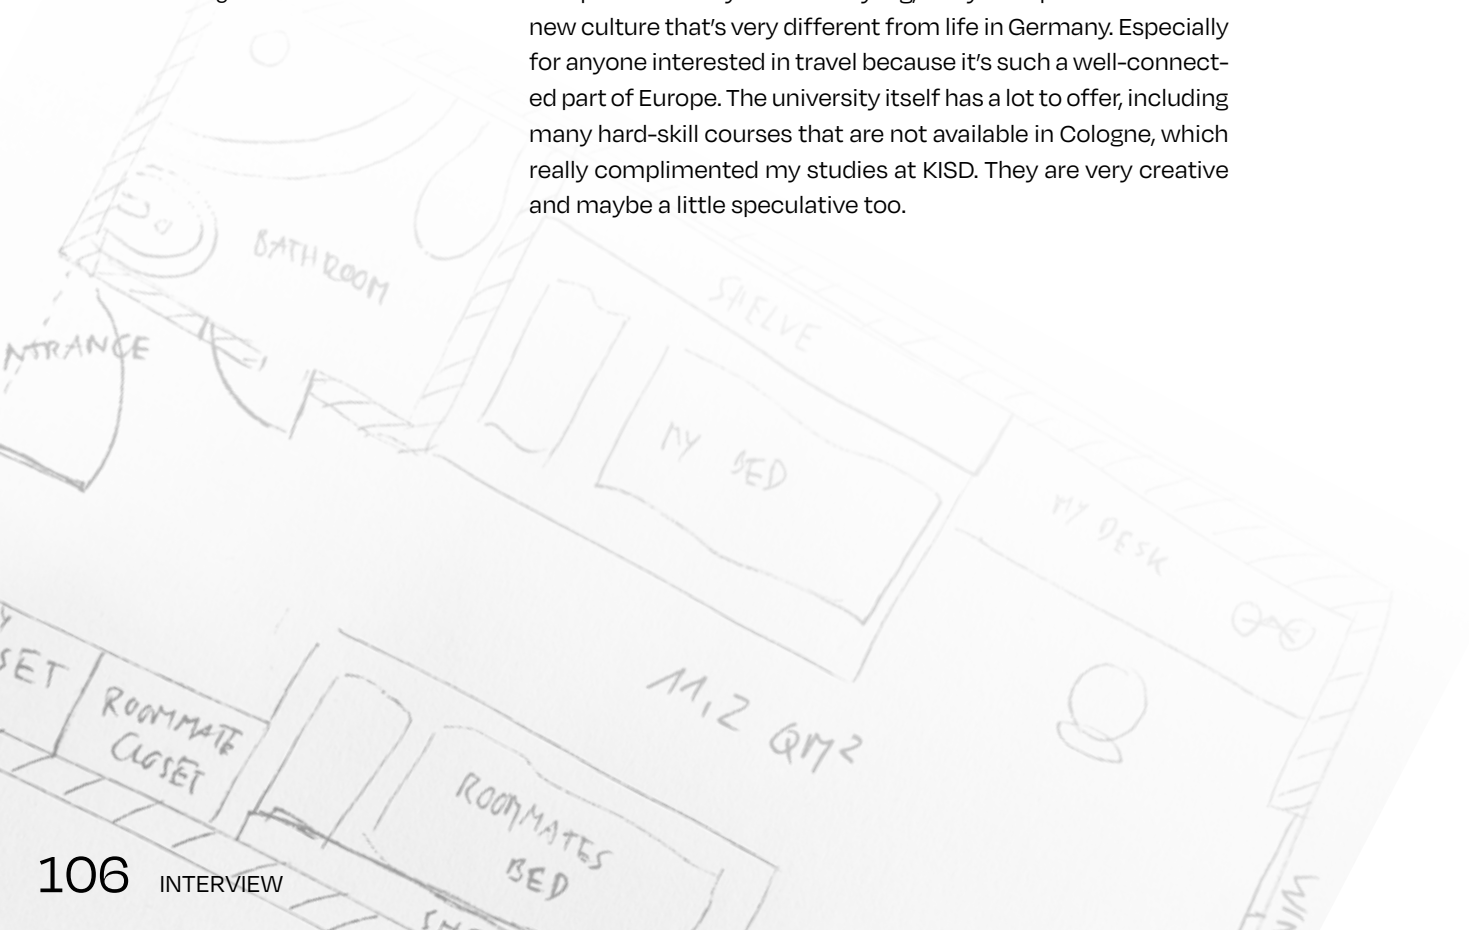 new culture that's very different from life in Germany. Especially
for anyone interested in travel because it's such a well-connect-
ed part of Europe. The university itself has a lot to offer, including
many hard-skill courses that are not available in Cologne, which
really complimented my studies at KISD. They are very creative
and maybe a little speculative too.
BATHROOM
SHELVE
NTRANCE
MY BED
MY DESK
SET
ROOMMATE
CLOSET
11,2 QM²
ROOMMATES
BED
106 INTERVIEW
WIN